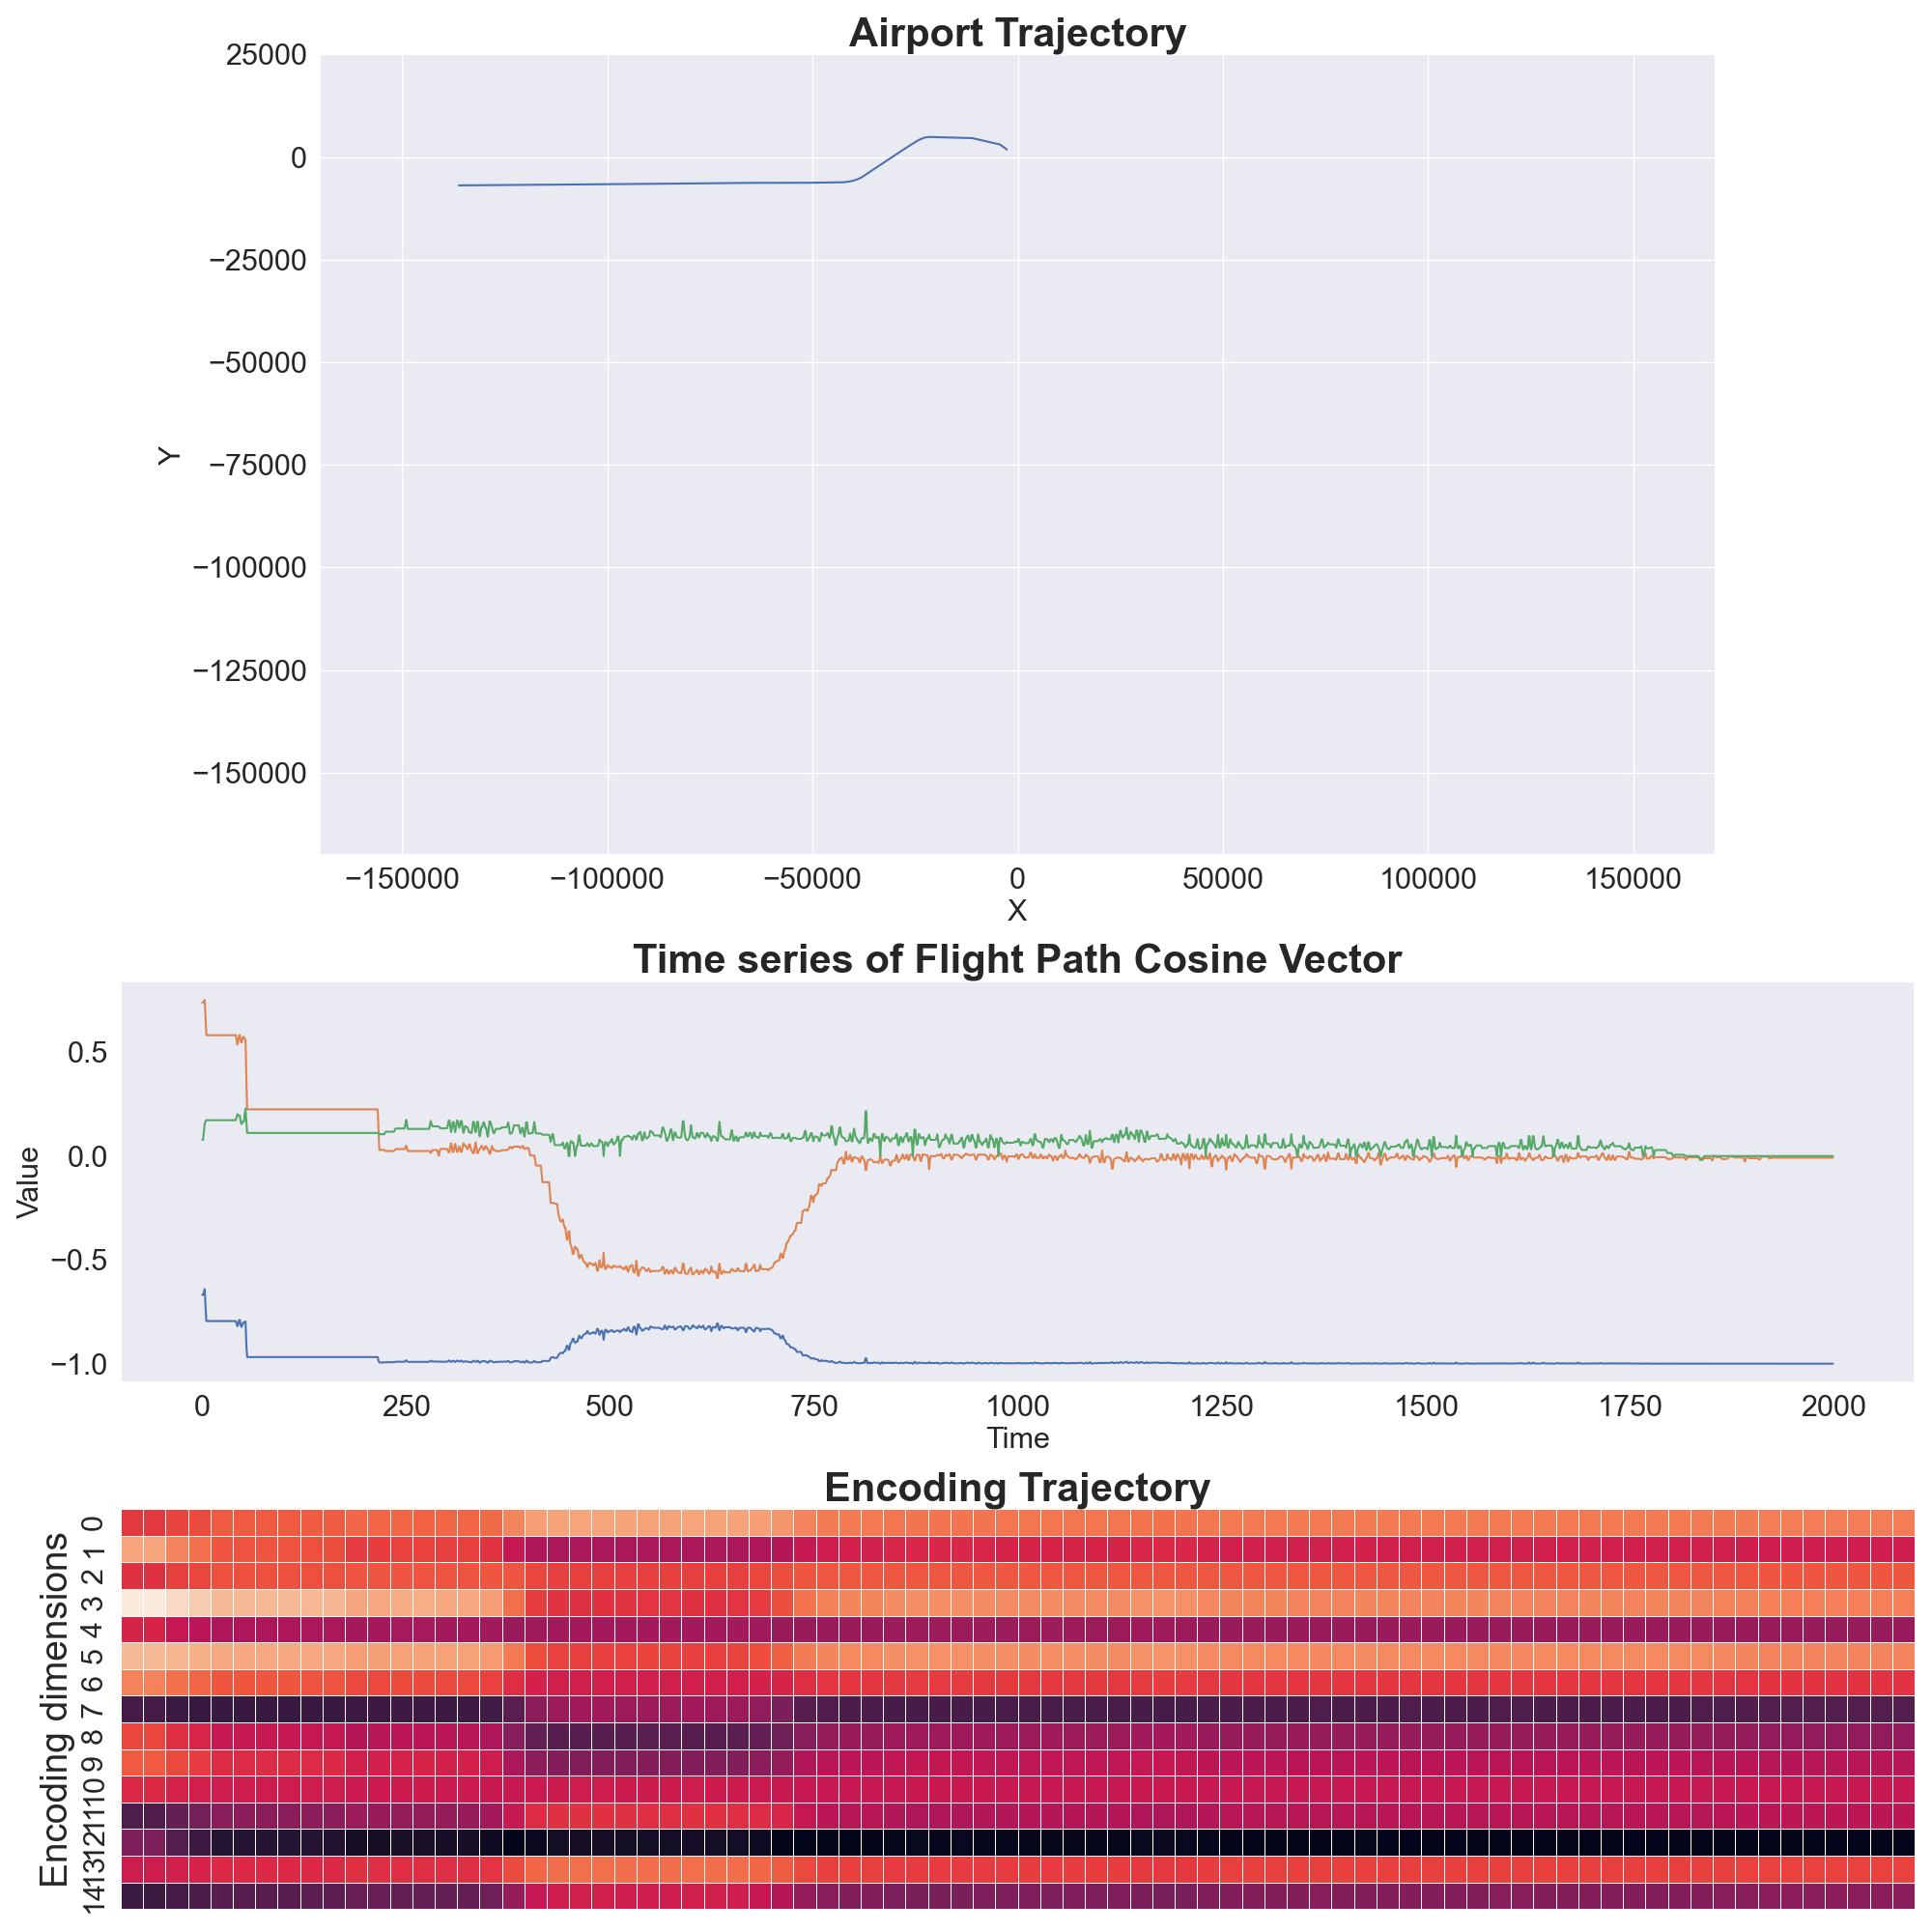 Airport Trajectory
25000
0
−25000
−50000
−75000
−100000
−125000
−150000
Y
−150000 −100000 −50000 0 50000 100000 150000
X
Time series of Flight Path Cosine Vector
0.5
0.0
−0.5
−1.0
Value
0 250 500 750 1000 1250 1500 1750 2000
Time
Encoding Trajectory
0
1
2
3
4
5
6
7
8
9
10
11
12
13
14
Encoding dimensions